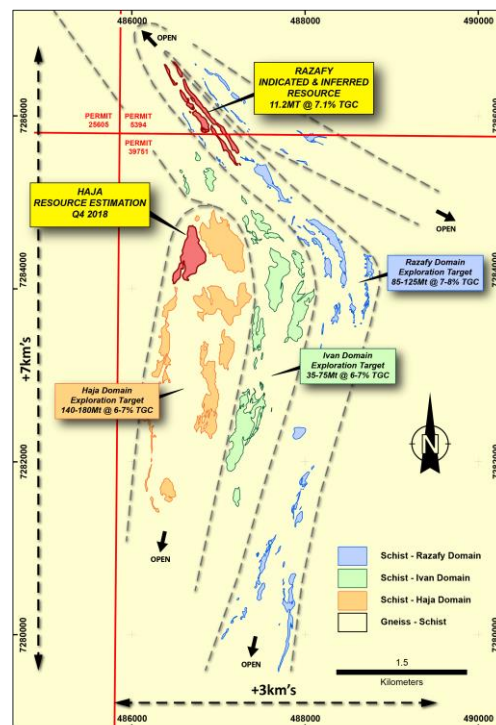 486000
488000
490000
OPEN
RAZAFY
INDICATED & INFERRED
RESOURCE
11.2MT @ 7.1% TGC
7286000
7286000
PERMIT
25605
PERMIT
5394
PERMIT
39751
HAJA
RESOURCE ESTIMATION
Q4 2018
OPEN
7284000
7284000
Razafy Domain
Exploration Target
85-125Mt @ 7-8% TGC
+7km's
Ivan Domain
Exploration Target
35-75Mt @ 6-7% TGC
Haja Domain
Exploration Target
140-180Mt @ 6-7% TGC
N
7282000
7282000
OPEN
Schist - Razafy Domain
Schist - Ivan Domain
Schist - Haja Domain
Gneiss - Schist
7280000
7280000
OPEN
1.5
Kilometers
+3km's
486000
488000
490000